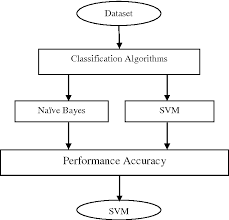 Dataset
Classification Algorithms
Naïve Bayes
SVM
Performance Accuracy
SVM